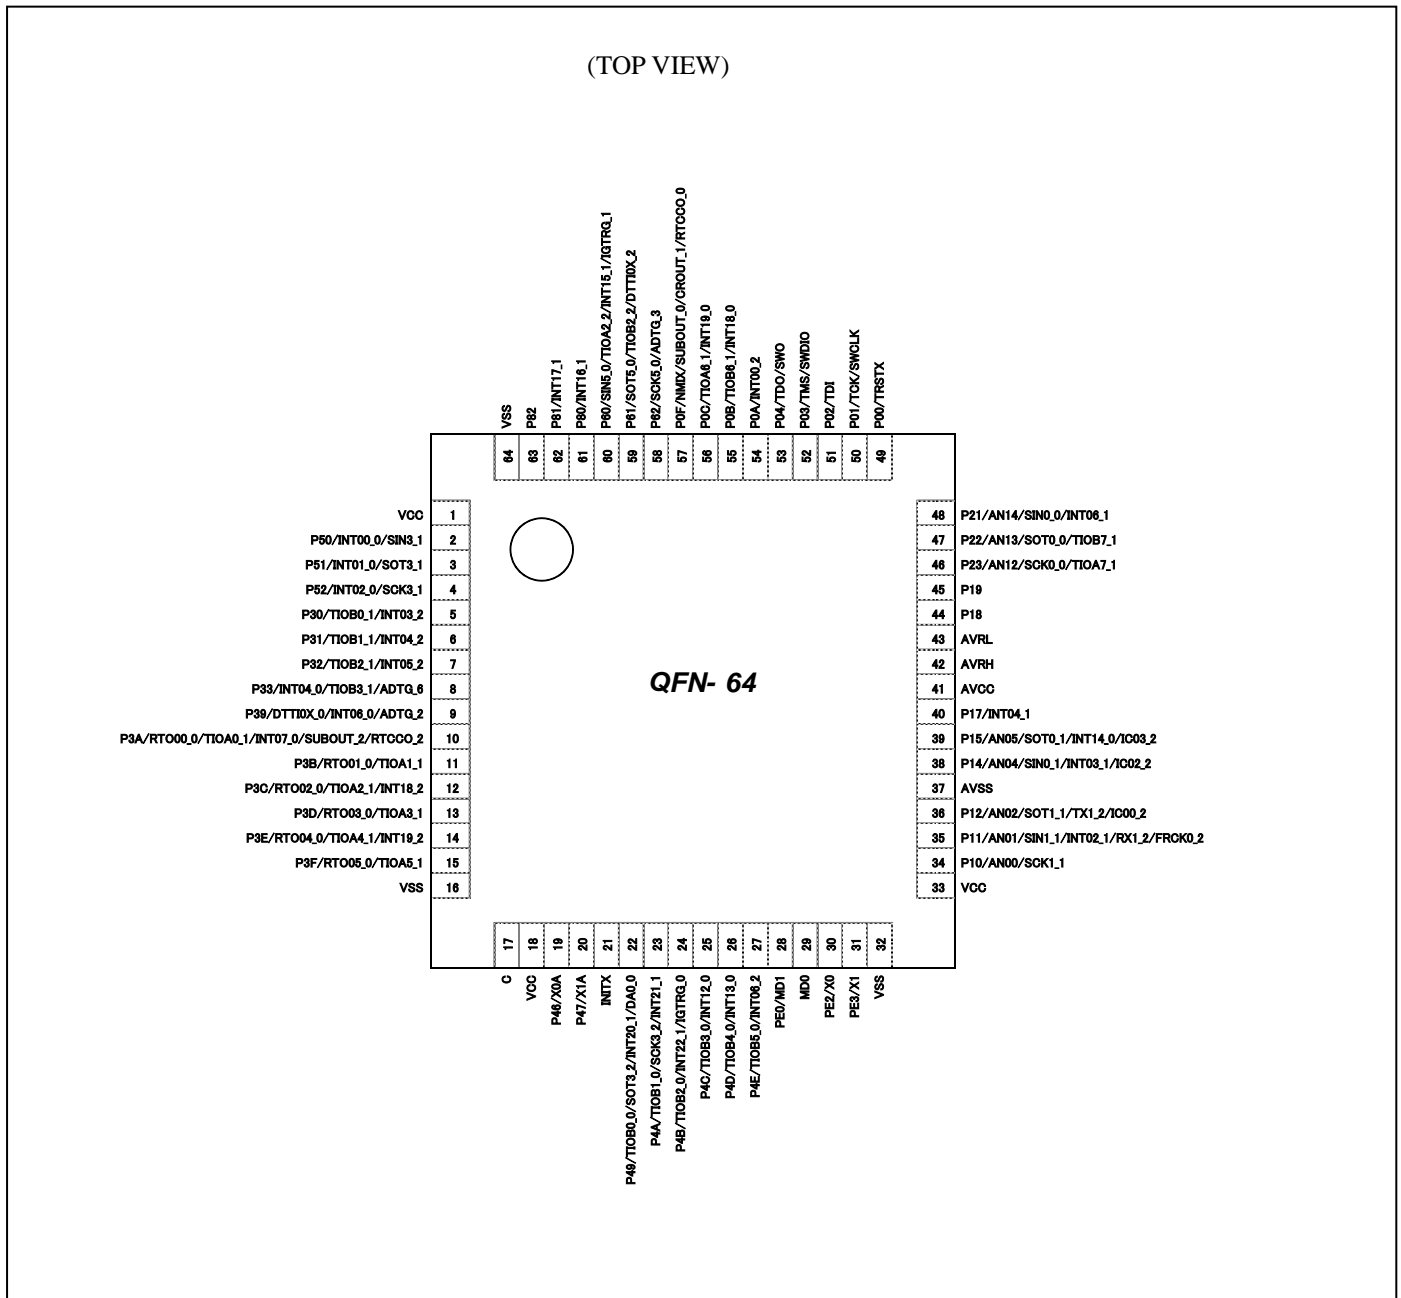 (TOP VIEW)
VSS
P82
P81/INT17_1
P80/INT16_1
P60/SIN5_0/TIOA2_2/INT15_1/IGTRG_1
P61/SOT5_0/TIOB2_2/DTTI0X_2
P62/SCK5_0/ADTG_3
P0F/NMIX/SUBOUT_0/CROUT_1/RTCCO_0
P0C/TIOA6_1/INT19_0
P0B/TIOB6_1/INT18_0
P0A/INT00_2
P04/TDO/SWO
P03/TMS/SWDIO
P02/TDI
P01/TCK/SWCLK
P00/TRSTX
64 63 62 61 60 59 58 57 56 55 54 53 52 51 50 49
VCC 1
P50/INT00_0/SIN3_1 2
P51/INT01_0/SOT3_1 3
P52/INT02_0/SCK3_1 4
P30/TIOB0_1/INT03_2 5
P31/TIOB1_1/INT04_2 6
P32/TIOB2_1/INT05_2 7
P33/INT04_0/TIOB3_1/ADTG_6 8
P39/DTTI0X_0/INT06_0/ADTG_2 9
P3A/RTO00_0/TIOA0_1/INT07_0/SUBOUT_2/RTCCO_2 10
P3B/RTO01_0/TIOA1_1 11
P3C/RTO02_0/TIOA2_1/INT18_2 12
P3D/RTO03_0/TIOA3_1 13
P3E/RTO04_0/TIOA4_1/INT19_2 14
P3F/RTO05_0/TIOA5_1 15
VSS 16
QFN- 64
48 P21/AN14/SIN0_0/INT06_1
47 P22/AN13/SOT0_0/TIOB7_1
46 P23/AN12/SCK0_0/TIOA7_1
45 P19
44 P18
43 AVRL
42 AVRH
41 AVCC
40 P17/INT04_1
39 P15/AN05/SOT0_1/INT14_0/IC03_2
38 P14/AN04/SIN0_1/INT03_1/IC02_2
37 AVSS
36 P12/AN02/SOT1_1/TX1_2/IC00_2
35 P11/AN01/SIN1_1/INT02_1/RX1_2/FRCK0_2
34 P10/AN00/SCK1_1
33 VCC
17 18 19 20 21 22 23 24 25 26 27 28 29 30 31 32
C
VCC
P46/X0A
P47/X1A
INITX
P49/TIOB0_0/SOT3_2/INT20_1/DA0_0
P4A/TIOB1_0/SCK3_2/INT21_1
P4B/TIOB2_0/INT22_1/IGTRG_0
P4C/TIOB3_0/INT12_0
P4D/TIOB4_0/INT13_0
P4E/TIOB5_0/INT06_2
PE0/MD1
MD0
PE2/X0
PE3/X1
VSS